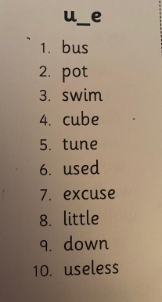 u_e
1. bus
2. pot
3. swim
4. cube
5. tune
6. used
7. excuse
8. little
9. down
10. useless